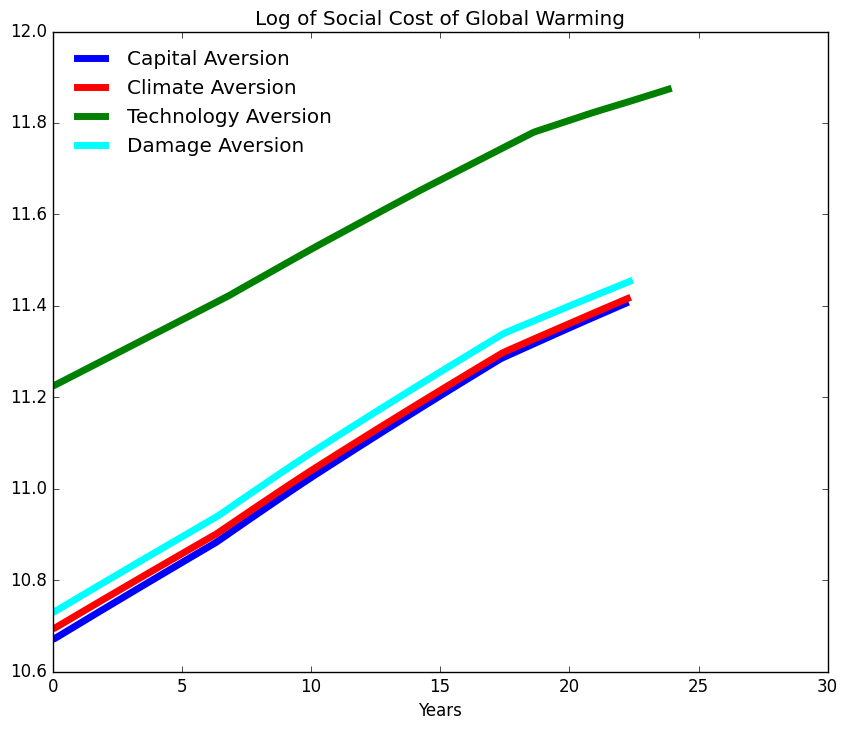 Log of Social Cost of Global Warming
12.0
11.8
11.6
11.4
11.2
11.0
10.8
10.6
Capital Aversion
Climate Aversion
Technology Aversion
Damage Aversion
0 5 10 15 20 25 30
Years